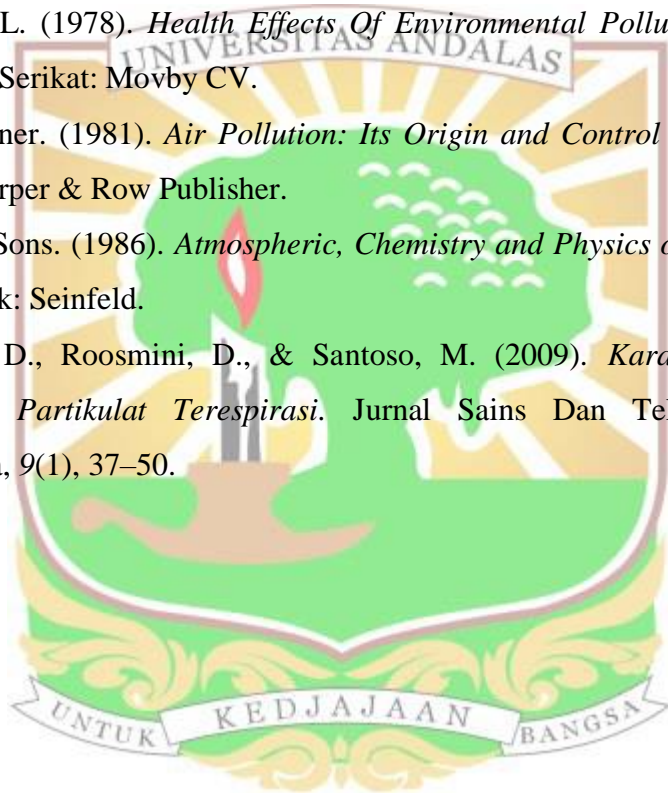 L. (1978). Health Effects Of Environmental Pollu
UNIVERSITAS ANDALAS
Serikat: Movby CV.
ner. (1981). Air Pollution: Its Origin and Control
rper & Row Publisher.
Sons. (1986). Atmospheric, Chemistry and Physics o
k: Seinfeld.
D., Roosmini, D., & Santoso, M. (2009). Kara
Partikulat Terespirasi. Jurnal Sains Dan Te
, 9(1), 37–50.
UNTUK KEDJAJAAN BANGSA